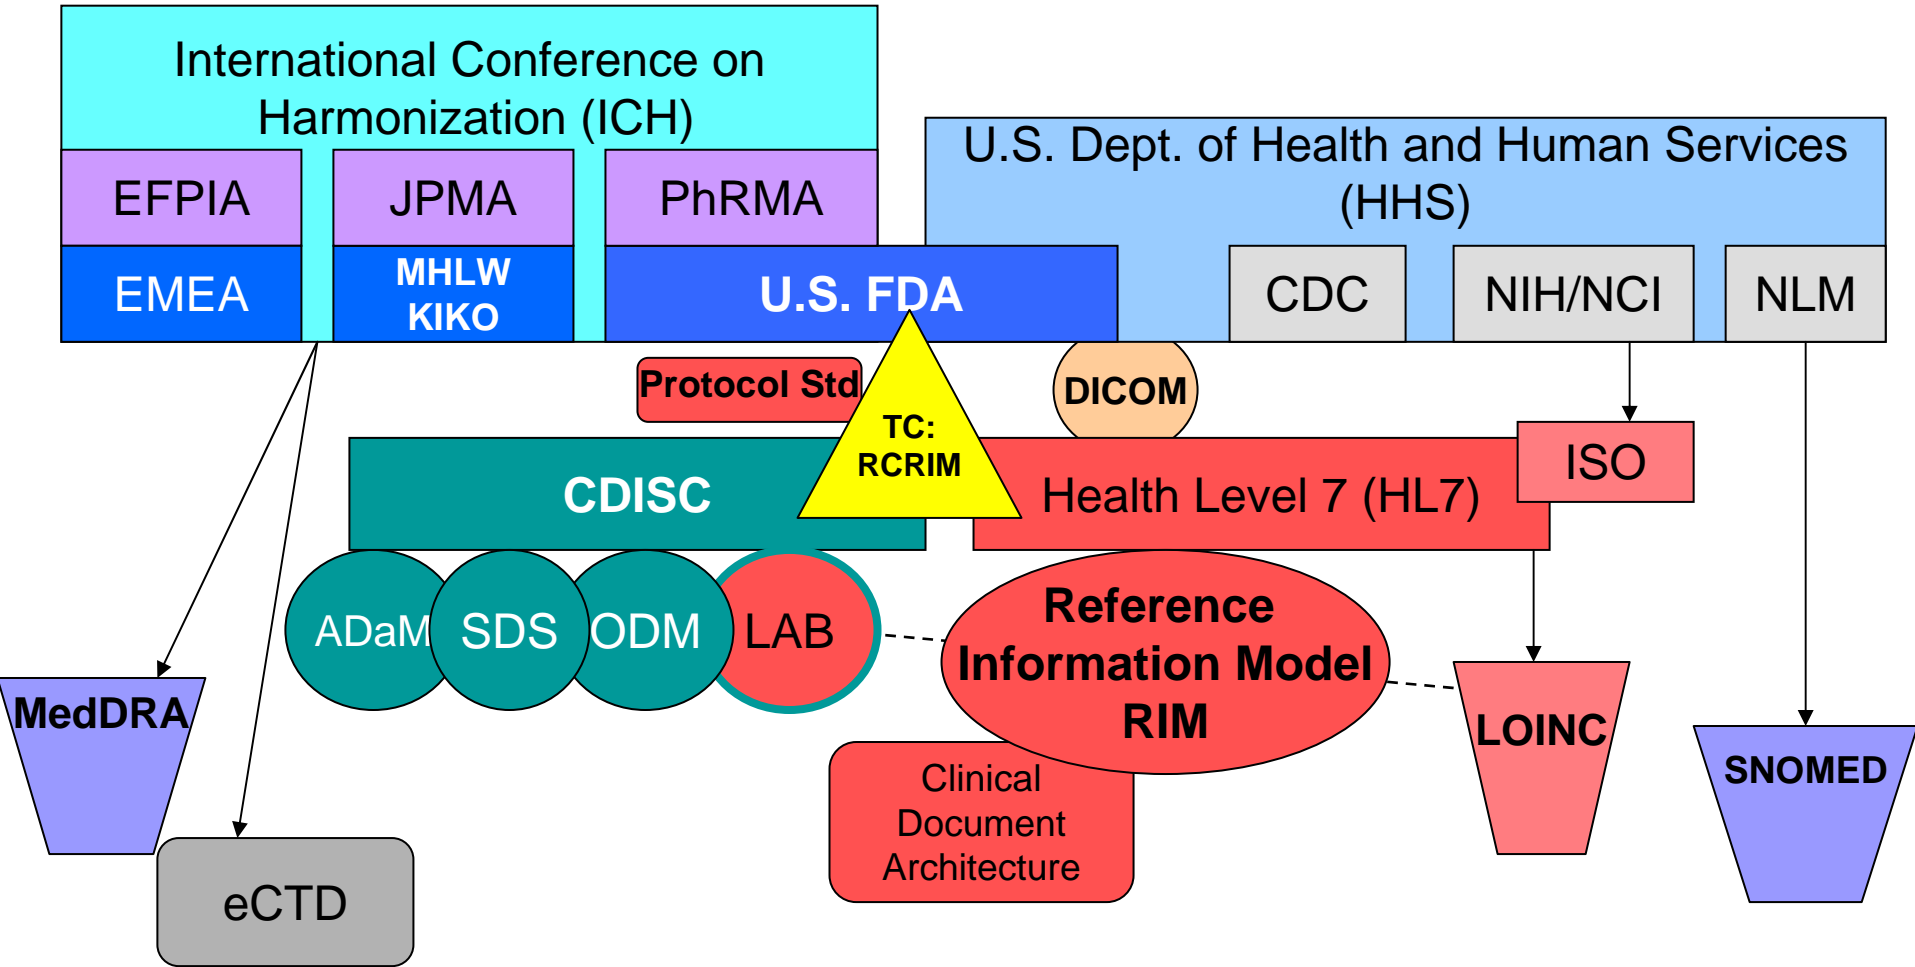 International Conference on
Harmonization (ICH)
U.S. Dept. of Health and Human Services
(HHS)
EFPIA
JPMA
PhRMA
EMEA
MHLW
KIKO
U.S. FDA
CDC
NIH/NCI
NLM
Protocol Std
DICOM
TC:
RCRIM
CDISC
Health Level 7 (HL7)
ISO
ADaM
SDS
ODM
LAB
Reference
Information Model
RIM
MedDRA
LOINC
SNOMED
Clinical
Document
Architecture
eCTD